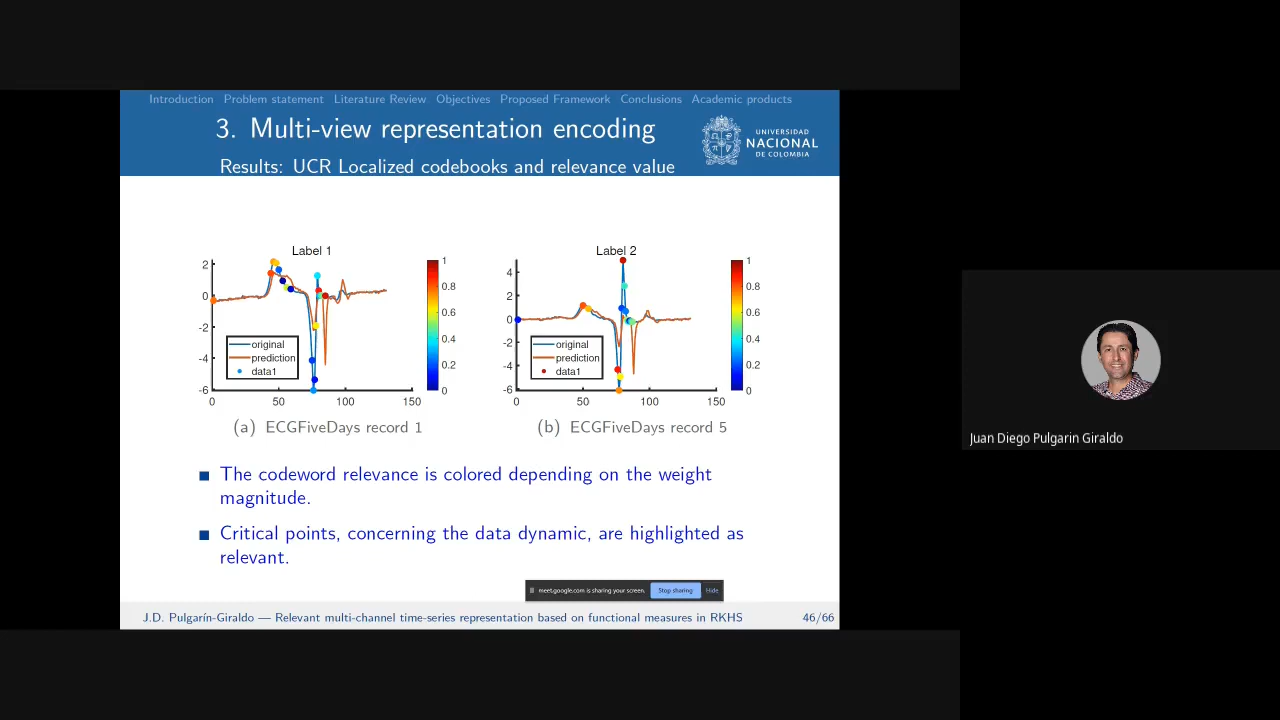 Introduction Problem statement Literature Review Objectives Proposed Framework Conclusions Academic products
3. Multi-view representation encoding
Results: UCR Localized codebooks and relevance value
UNIVERSIDAD
NACIONAL
DE COLOMBIA
Label 1
2
0
-2
-4
-6
0 50 100 150
original
prediction
data1
1
0.8
0.6
0.4
0.2
0
(a) ECGFiveDays record 1
Label 2
4
2
0
-2
-4
-6
0 50 100 150
original
prediction
data1
1
0.8
0.6
0.4
0.2
0
(b) ECGFiveDays record 5
The codeword relevance is colored depending on the weight
magnitude.
Critical points, concerning the data dynamic, are highlighted as
relevant.
meet.google.com is sharing your screen. Stop sharing Hide
J.D. Pulgarín-Giraldo — Relevant multi-channel time-series representation based on functional measures in RKHS 46/66
Juan Diego Pulgarin Giraldo